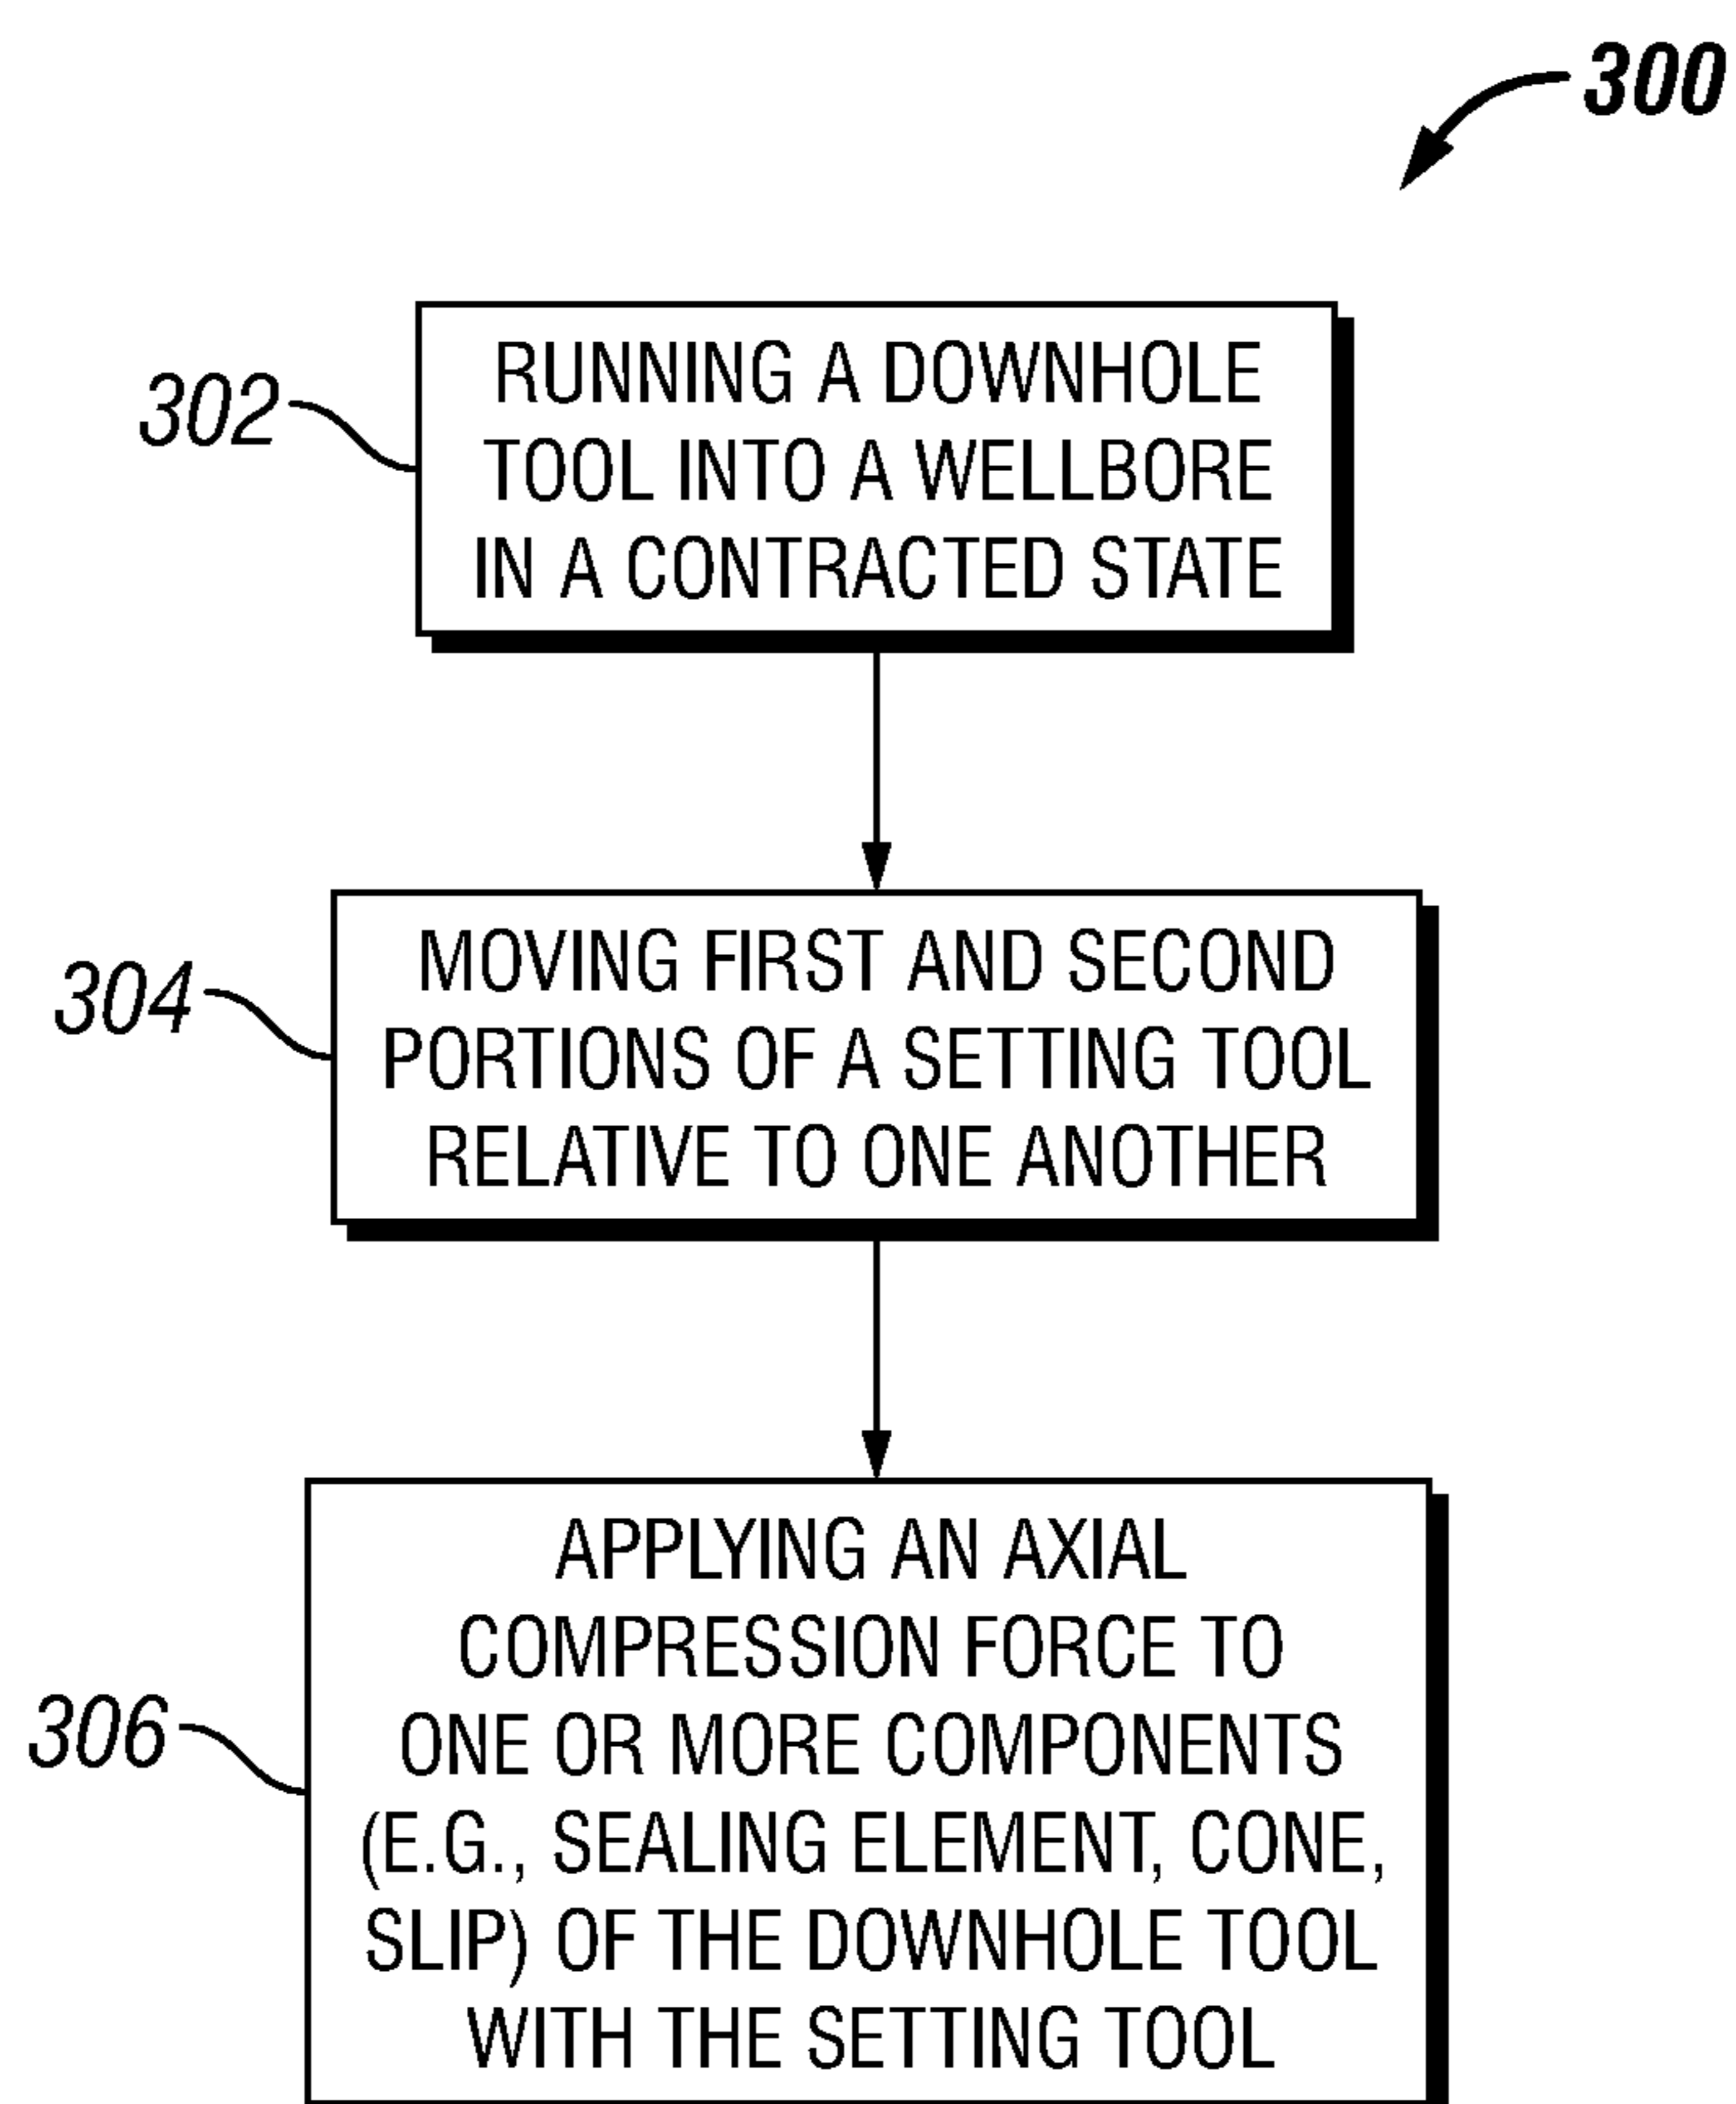 300
302
RUNNING A DOWNHOLE
TOOL INTO A WELLBORE
IN A CONTRACTED STATE
304
MOVING FIRST AND SECOND
PORTIONS OF A SETTING TOOL
RELATIVE TO ONE ANOTHER
306
APPLYING AN AXIAL
COMPRESSION FORCE TO
ONE OR MORE COMPONENTS
(E.G., SEALING ELEMENT, CONE,
SLIP) OF THE DOWNHOLE TOOL
WITH THE SETTING TOOL